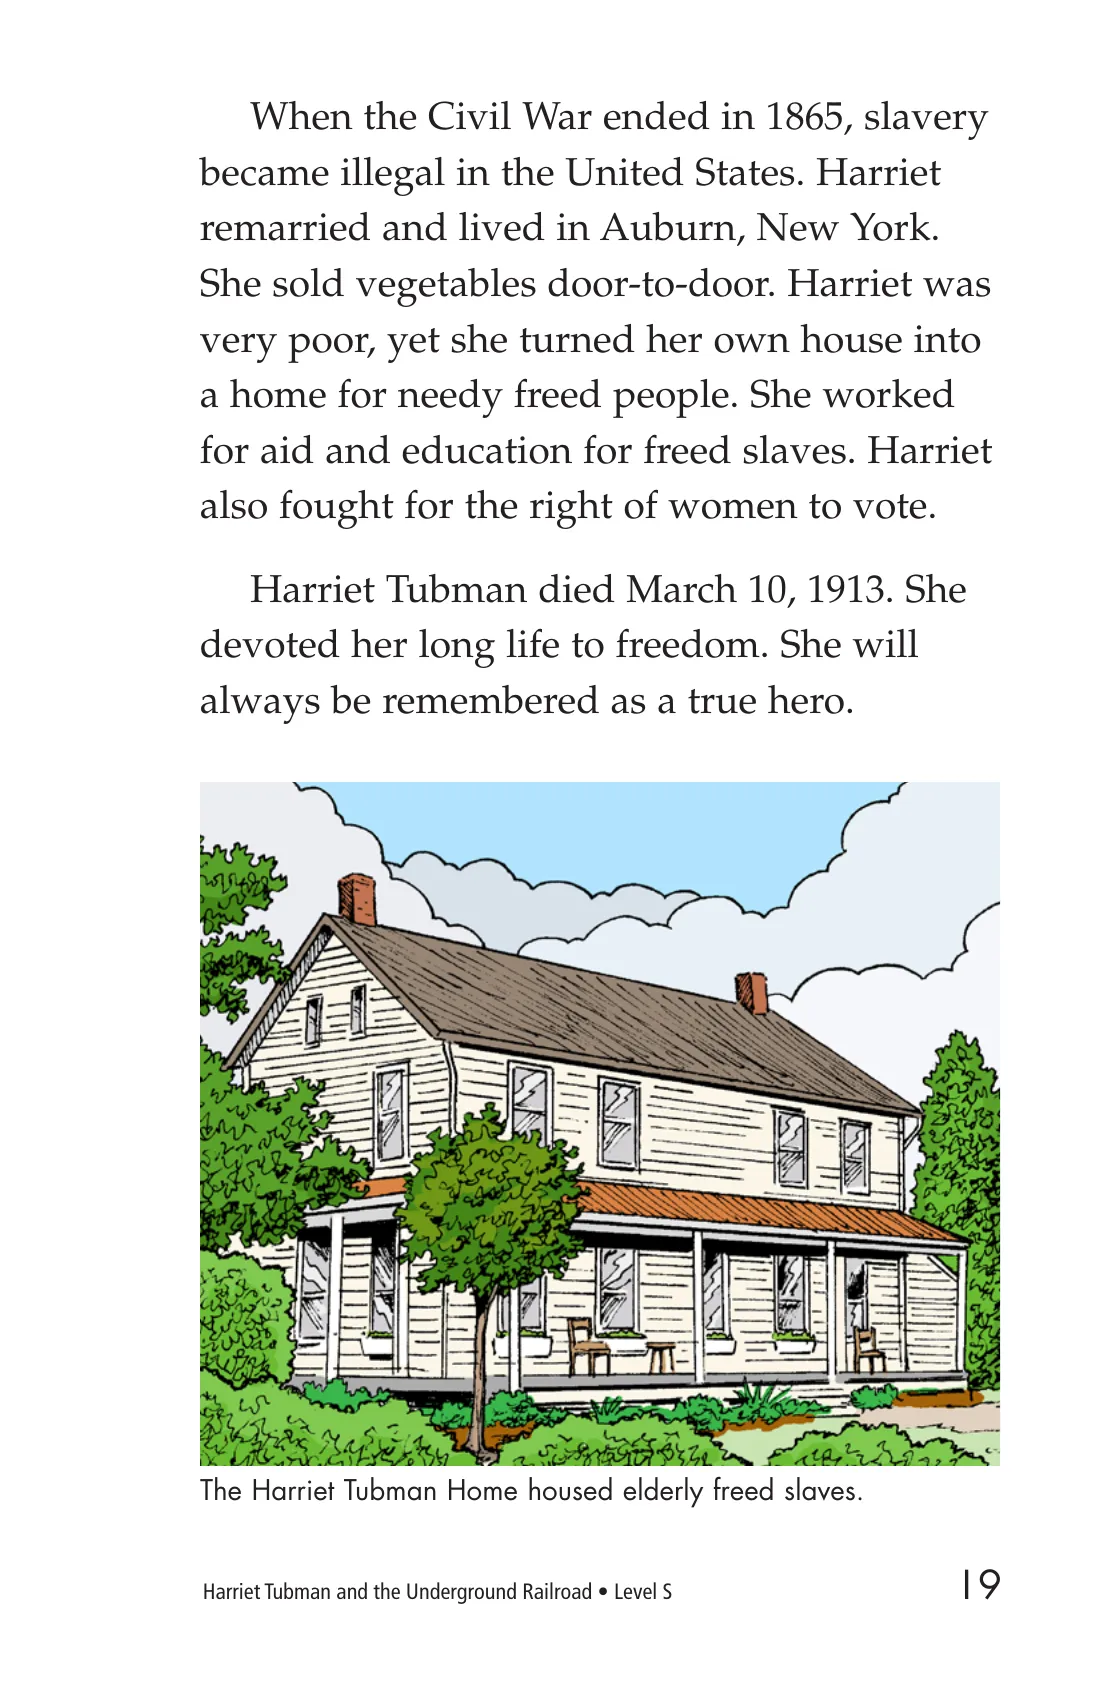 When the Civil War ended in 1865, slavery
became illegal in the United States. Harriet
remarried and lived in Auburn, New York.
She sold vegetables door-to-door. Harriet was
very poor, yet she turned her own house into
a home for needy freed people. She worked
for aid and education for freed slaves. Harriet
also fought for the right of women to vote.
Harriet Tubman died March 10, 1913. She
devoted her long life to freedom. She will
always be remembered as a true hero.
The Harriet Tubman Home housed elderly freed slaves.
Harriet Tubman and the Underground Railroad • Level S
19